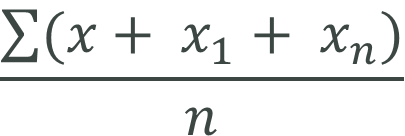 ∑(x + x₁ + xₙ)
n